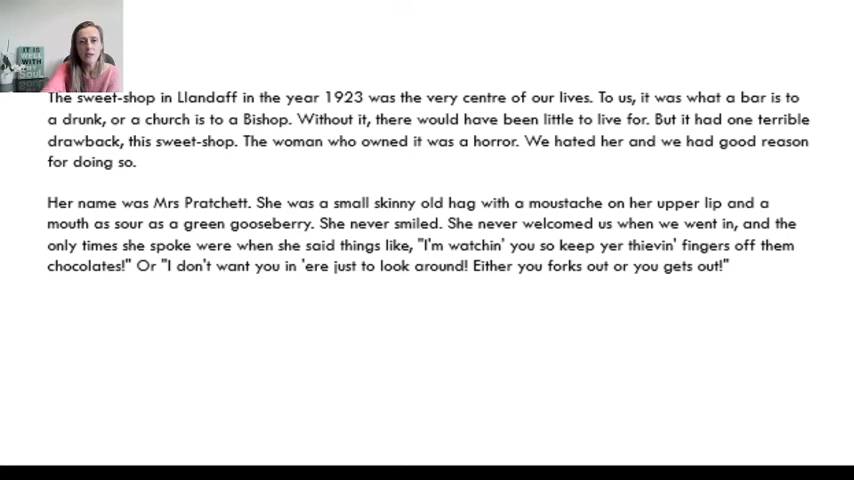 IT IS
WELL
WITH
MY
SOUL
The sweet-shop in Llandaff in the year 1923 was the very centre of our lives. To us, it was what a bar is to
a drunk, or a church is to a Bishop. Without it, there would have been little to live for. But it had one terrible
drawback, this sweet-shop. The woman who owned it was a horror. We hated her and we had good reason
for doing so.
Her name was Mrs Pratchett. She was a small skinny old hag with a moustache on her upper lip and a
mouth as sour as a green gooseberry. She never smiled. She never welcomed us when we went in, and the
only times she spoke were when she said things like, "I'm watchin' you so keep yer thievin' fingers off them
chocolates!" Or "I don't want you in 'ere just to look around! Either you forks out or you gets out!"